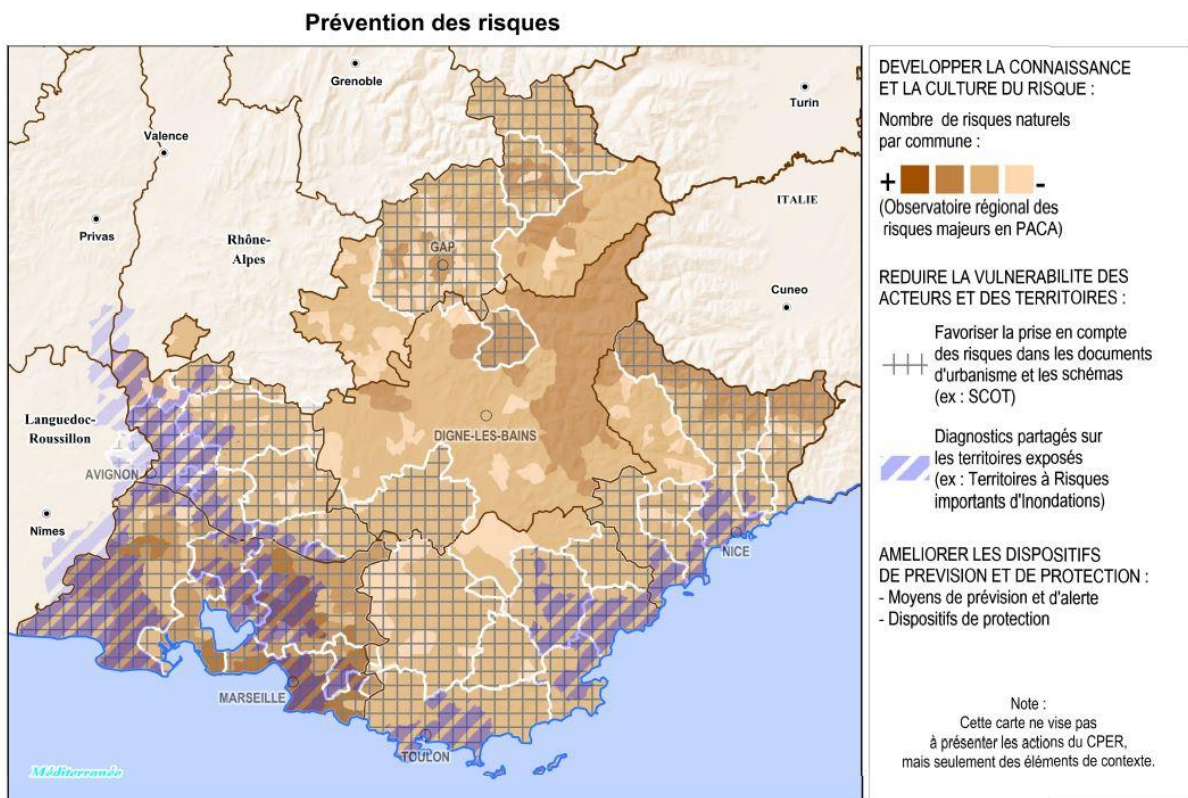 Prévention des risques
Grenoble
Turin
Valence
ITALIE
Privas
Rhône-
Alpes
GAP
Cuneo
Languedoc-
Roussillon
DIGNE-LES-BAINS
AVIGNON
Nîmes
NICE
MARSEILLE
TOULON
Méditerranée
DEVELOPPER LA CONNAISSANCE
ET LA CULTURE DU RISQUE :
Nombre de risques naturels
par commune :
+ -
(Observatoire régional des
risques majeurs en PACA)
REDUIRE LA VULNERABILITE DES
ACTEURS ET DES TERRITOIRES :
Favoriser la prise en compte
des risques dans les documents
d'urbanisme et les schémas
(ex : SCOT)
Diagnostics partagés sur
les territoires exposés
(ex : Territoires à Risques
importants d'Inondations)
AMELIORER LES DISPOSITIFS
DE PREVISION ET DE PROTECTION :
- Moyens de prévision et d'alerte
- Dispositifs de protection
Note :
Cette carte ne vise pas
à présenter les actions du CPER,
mais seulement des éléments de contexte.